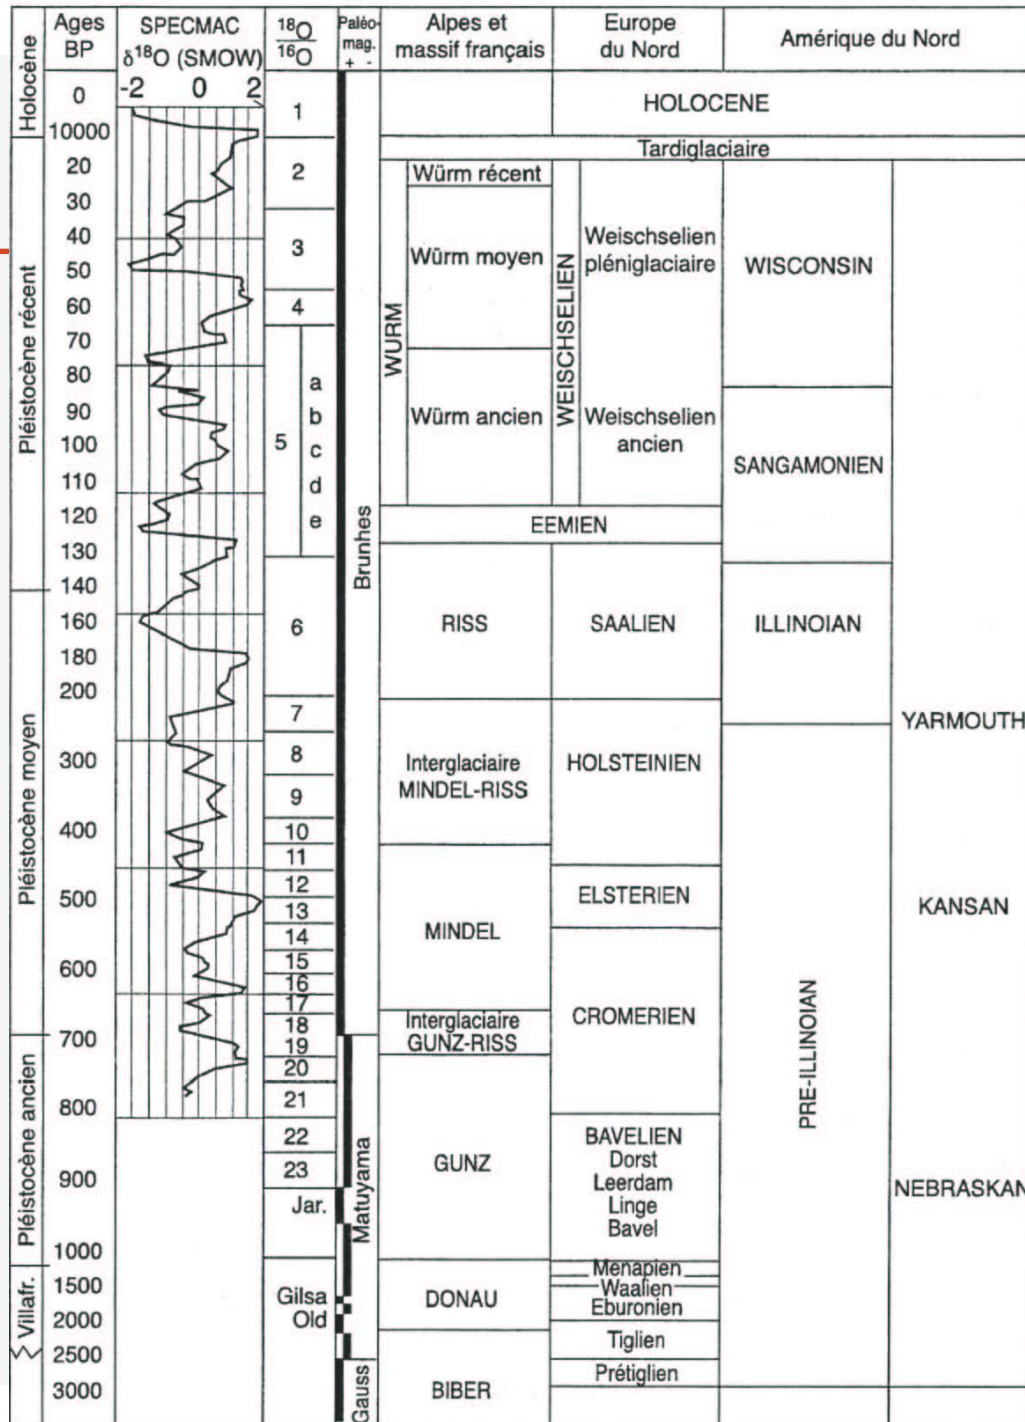 Holocène
Pléistocène récent
Pléistocène moyen
Pléistocène ancien
Villafr.
Ages
BP
0
10000
20
30
40
50
60
70
80
90
100
110
120
130
140
160
180
200
300
400
500
600
700
800
900
1000
1500
2000
2500
3000
SPECMAC
δ18O (SMOW)
-2 0 2
18O
16O
1
2
3
4
5
a
b
c
d
e
6
7
8
9
10
11
12
13
14
15
16
17
18
19
20
21
22
23
Jar.
Gilsa
Old
Paléo-
mag.
+ -
Brunhes
Matuyama
Gauss
Alpes et
massif français
WURM
Würm récent
Würm moyen
Würm ancien
RISS
Interglaciaire
MINDEL-RISS
MINDEL
Interglaciaire
GUNZ-RISS
GUNZ
DONAU
BIBER
Europe
du Nord
HOLOCENE
Tardiglaciaire
WEISCHSELIEN
Weischselien
pléniglaciaire
Weischselien
ancien
EEMIEN
SAALIEN
HOLSTEINIEN
ELSTERIEN
CROMERIEN
BAVELIEN
Dorst
Leerdam
Linge
Bavel
Menapien
Waalien
Eburonien
Tiglien
Prétiglien
Amérique du Nord
WISCONSIN
SANGAMONIEN
ILLINOIAN
PRE-ILLINOIAN
YARMOUTH
KANSAN
NEBRASKAN